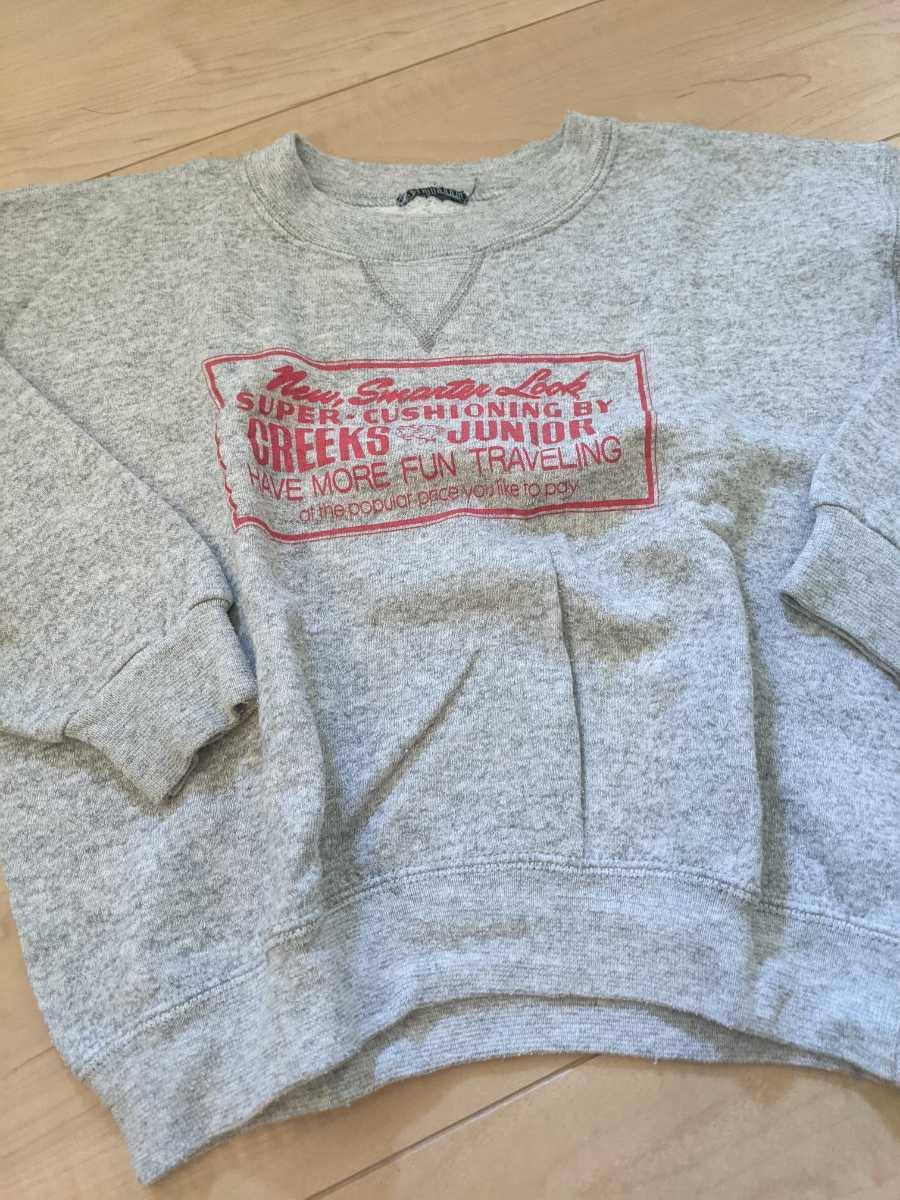 New, Smarter Look
SUPER-CUSHIONING BY
CREEKS JUNIOR
HAVE MORE FUN TRAVELING
...at the popular price you like to pay